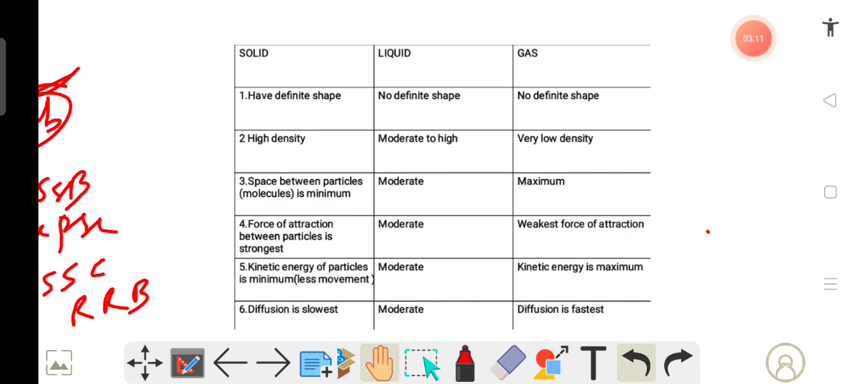 03:11
SOLID LIQUID GAS
1.Have definite shape No definite shape No definite shape
2 High density Moderate to high Very low density
3.Space between particles Moderate Maximum
(molecules) is minimum
4.Force of attraction Moderate Weakest force of attraction
between particles is
strongest
5.Kinetic energy of particles Moderate Kinetic energy is maximum
is minimum(less movement )
6.Diffusion is slowest Moderate Diffusion is fastest
b
SSB
PSC
SSC
RRB
T